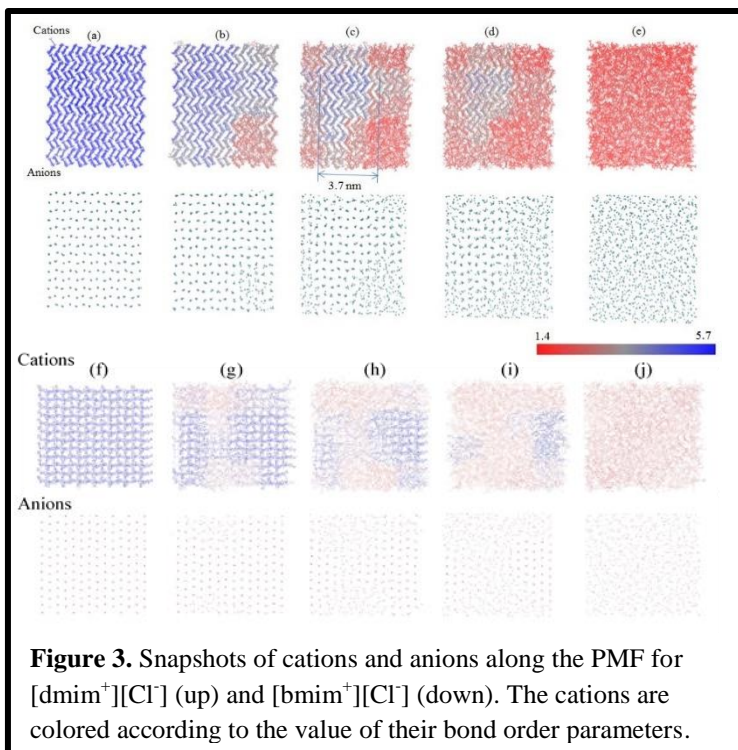 Cations
(a) (b) (c) (d) (e)
Anions
3.7 nm
1.4 5.7
Cations
(f) (g) (h) (i) (j)
Anions
Figure 3. Snapshots of cations and anions along the PMF for
[dmim⁺][Cl⁻] (up) and [bmim⁺][Cl⁻] (down). The cations are
colored according to the value of their bond order parameters.